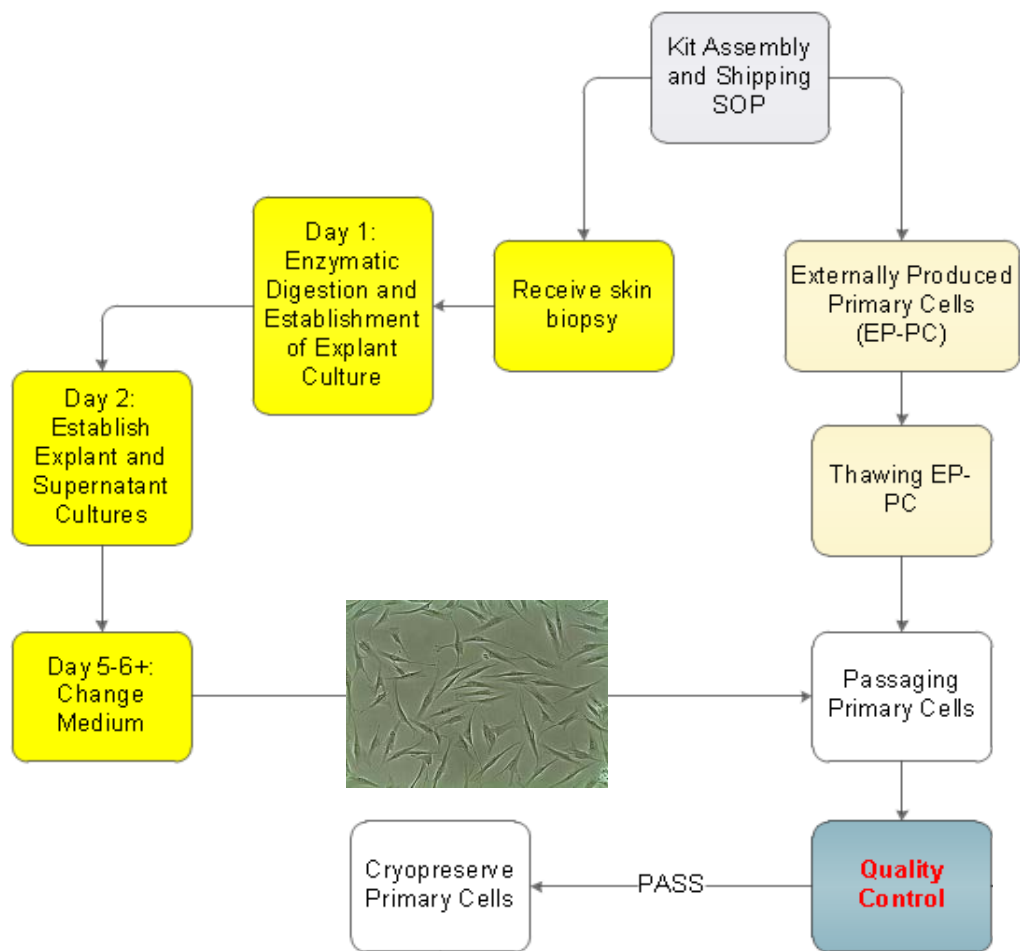 Kit Assembly
and Shipping
SOP
Day 1:
Enzymatic
Digestion and
Establishment
of Explant
Culture
Receive skin
biopsy
Externally Produced
Primary Cells
(EP-PC)
Day 2:
Establish
Explant and
Supernatant
Cultures
Thawing EP-
PC
Day 5-6+:
Change
Medium
Passaging
Primary Cells
Cryopreserve
Primary Cells
PASS
Quality
Control